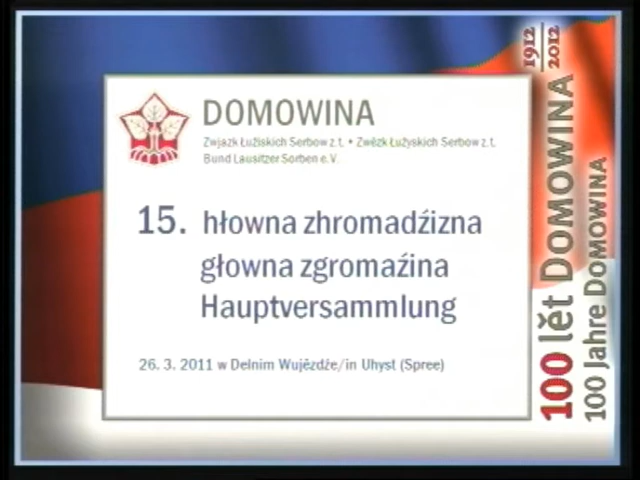 DOMOWINA
Zwjazk Łužiskich Serbow z.t. • Zwězk Łužyskich Serbow z.t.
Bund Lausitzer Sorben e.V.
15. hłowna zhromadźizna
głowna zgromaźina
Hauptversammlung
26. 3. 2011 w Delnim Wujězdźe/in Uhyst (Spree)
100 lět DOMOWINA
1912
2012
100 Jahre DOMOWINA